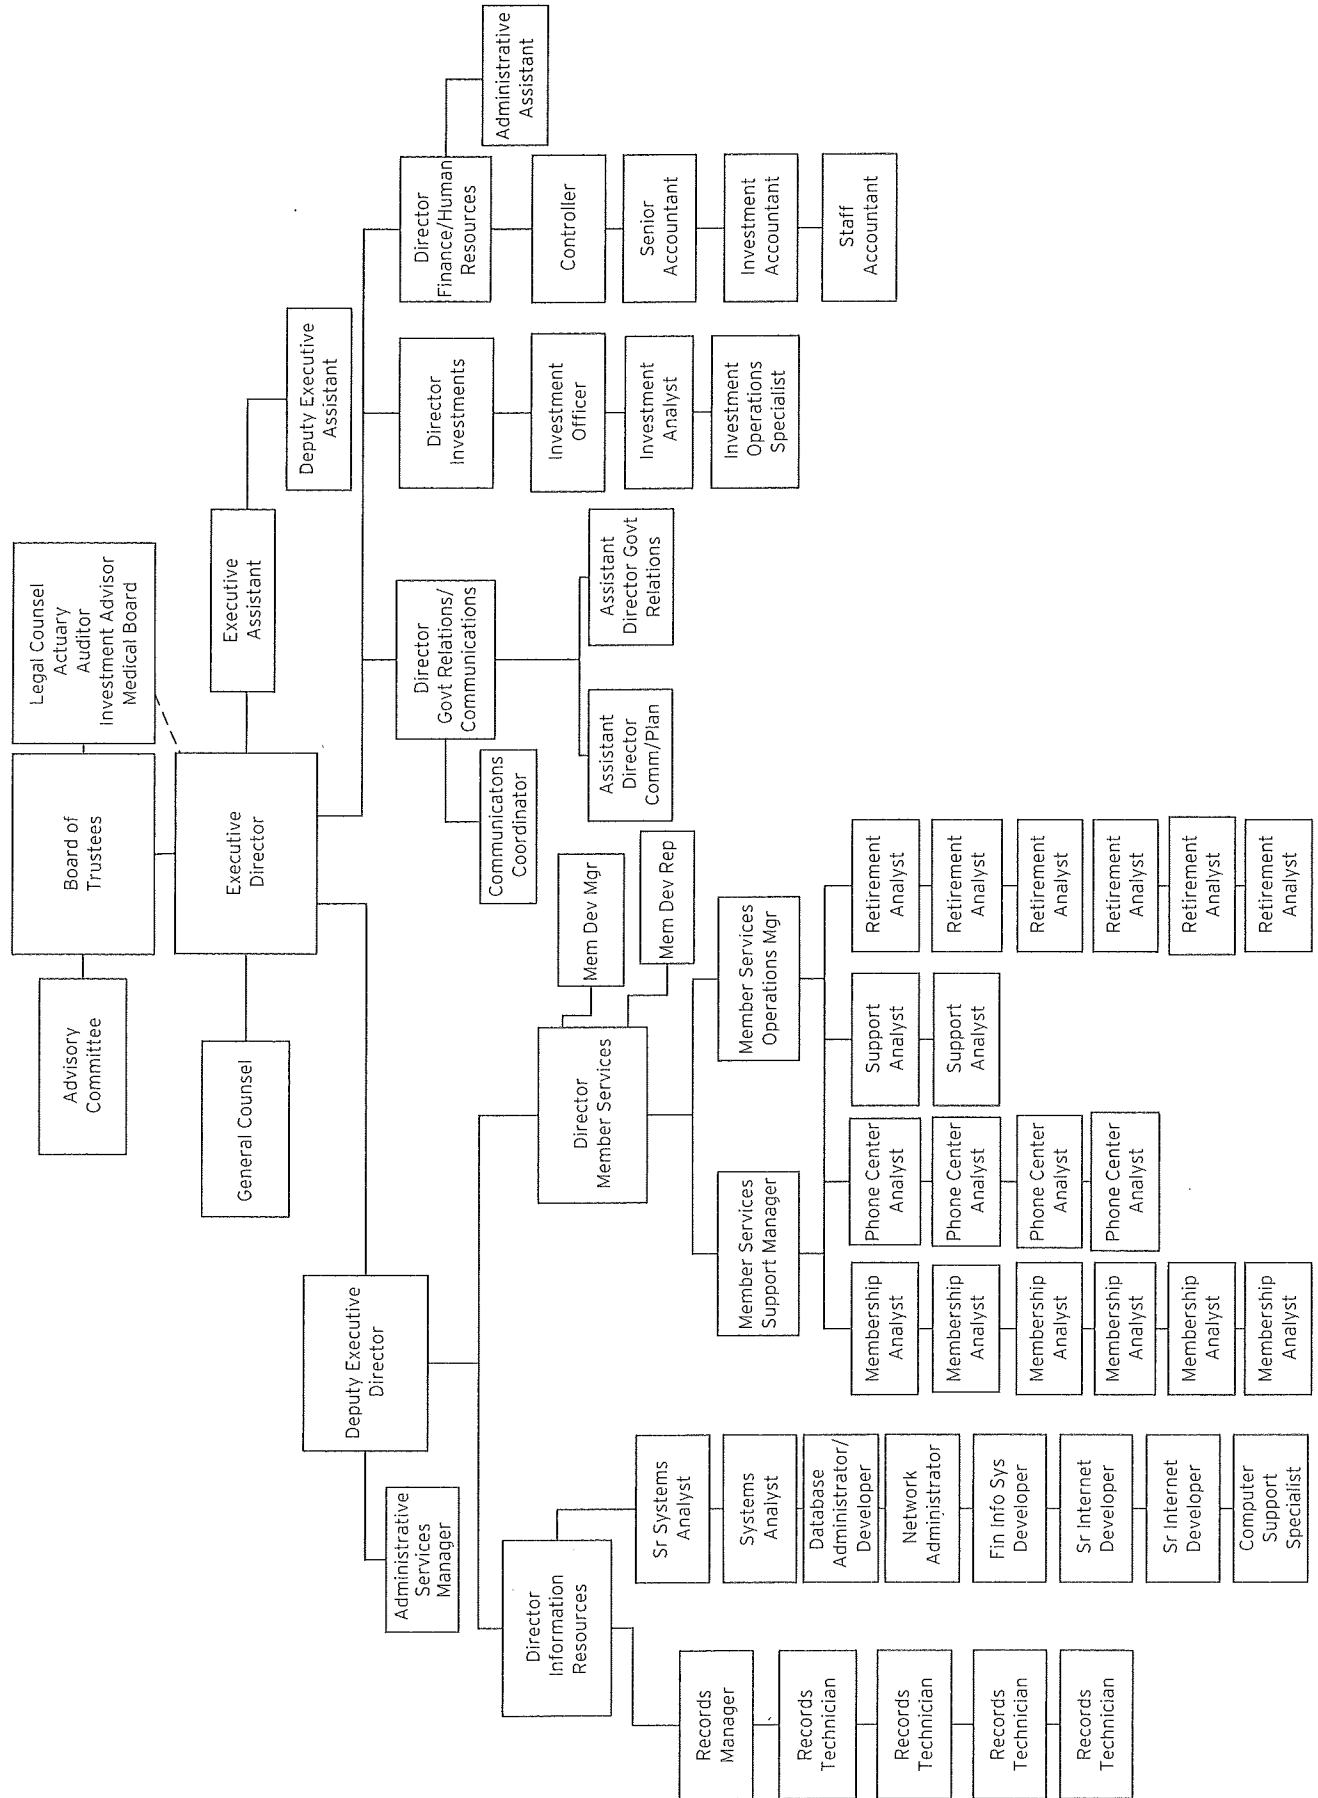 Legal Counsel
Actuary
Auditor
Investment Advisor
Medical Board
Board of
Trustees
Advisory
Committee
Executive
Director
Executive
Assistant
Deputy Executive
Assistant
General Counsel
Deputy Executive
Director
Administrative
Services
Manager
Director
Govt Relations/
Communications
Communicatons
Coordinator
Assistant
Director
Comm/Plan
Assistant
Director Govt
Relations
Director
Investments
Investment
Officer
Investment
Analyst
Investment
Operations
Specialist
Director
Finance/Human
Resources
Administrative
Assistant
Controller
Senior
Accountant
Investment
Accountant
Staff
Accountant
Director
Information
Resources
Records
Manager
Records
Technician
Records
Technician
Records
Technician
Records
Technician
Sr Systems
Analyst
Systems
Analyst
Database
Administrator/
Developer
Network
Administrator
Fin Info Sys
Developer
Sr Internet
Developer
Sr Internet
Developer
Computer
Support
Specialist
Director
Member Services
Mem Dev Mgr
Mem Dev Rep
Member Services
Support Manager
Member Services
Operations Mgr
Membership
Analyst
Membership
Analyst
Membership
Analyst
Membership
Analyst
Membership
Analyst
Membership
Analyst
Phone Center
Analyst
Phone Center
Analyst
Phone Center
Analyst
Phone Center
Analyst
Support
Analyst
Support
Analyst
Retirement
Analyst
Retirement
Analyst
Retirement
Analyst
Retirement
Analyst
Retirement
Analyst
Retirement
Analyst